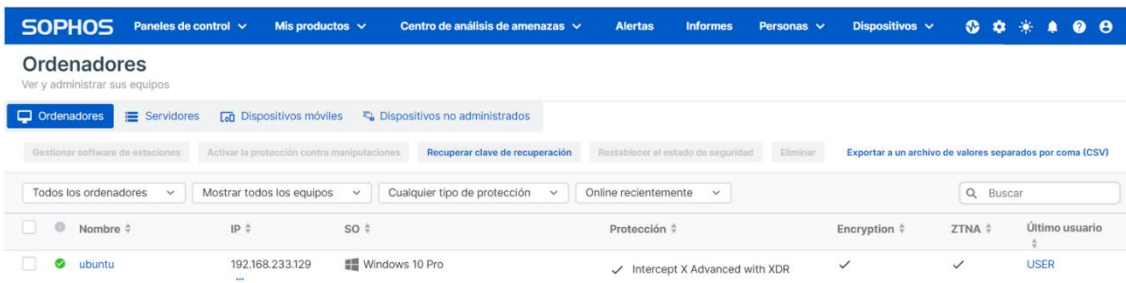 SOPHOS Paneles de control Mis productos Centro de análisis de amenazas Alertas Informes Personas Dispositivos
Ordenadores
Ver y administrar sus equipos
Ordenadores Servidores Dispositivos móviles Dispositivos no administrados
Gestionar software de estaciones Activar la protección contra manipulaciones Recuperar clave de recuperación Restablecer el estado de seguridad Eliminar Exportar a un archivo de valores separados por coma (CSV)
Todos los ordenadores Mostrar todos los equipos Cualquier tipo de protección Online recientemente Buscar
Nombre IP SO Protección Encryption ZTNA Último usuario
ubuntu 192.168.233.129 Windows 10 Pro Intercept X Advanced with XDR USER
...